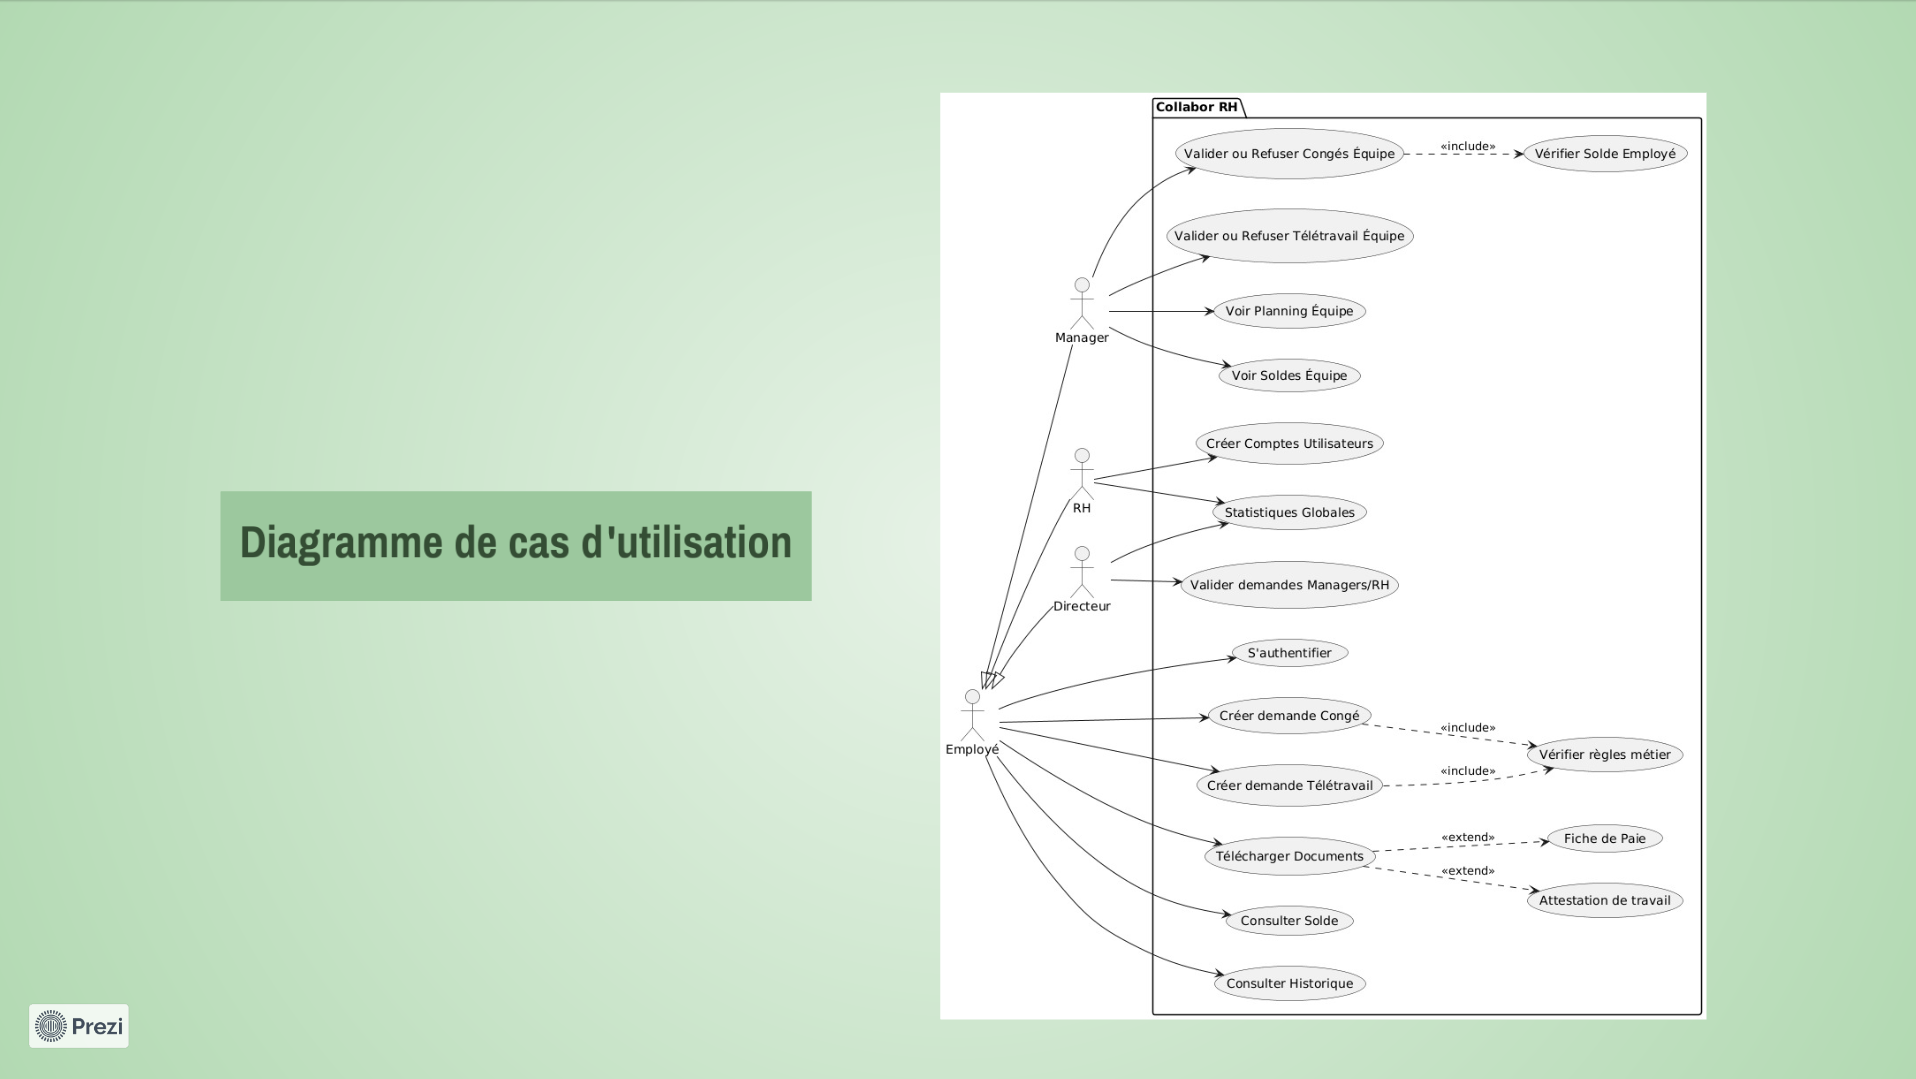 Diagramme de cas d'utilisation
Collabor RH
Valider ou Refuser Congés Équipe
«include»
Vérifier Solde Employé
Valider ou Refuser Télétravail Équipe
Manager
Voir Planning Équipe
Voir Soldes Équipe
Créer Comptes Utilisateurs
RH
Statistiques Globales
Directeur
Valider demandes Managers/RH
S'authentifier
Employé
Créer demande Congé
«include»
Vérifier règles métier
«include»
Créer demande Télétravail
Télécharger Documents
«extend»
Fiche de Paie
«extend»
Attestation de travail
Consulter Solde
Consulter Historique
Prezi